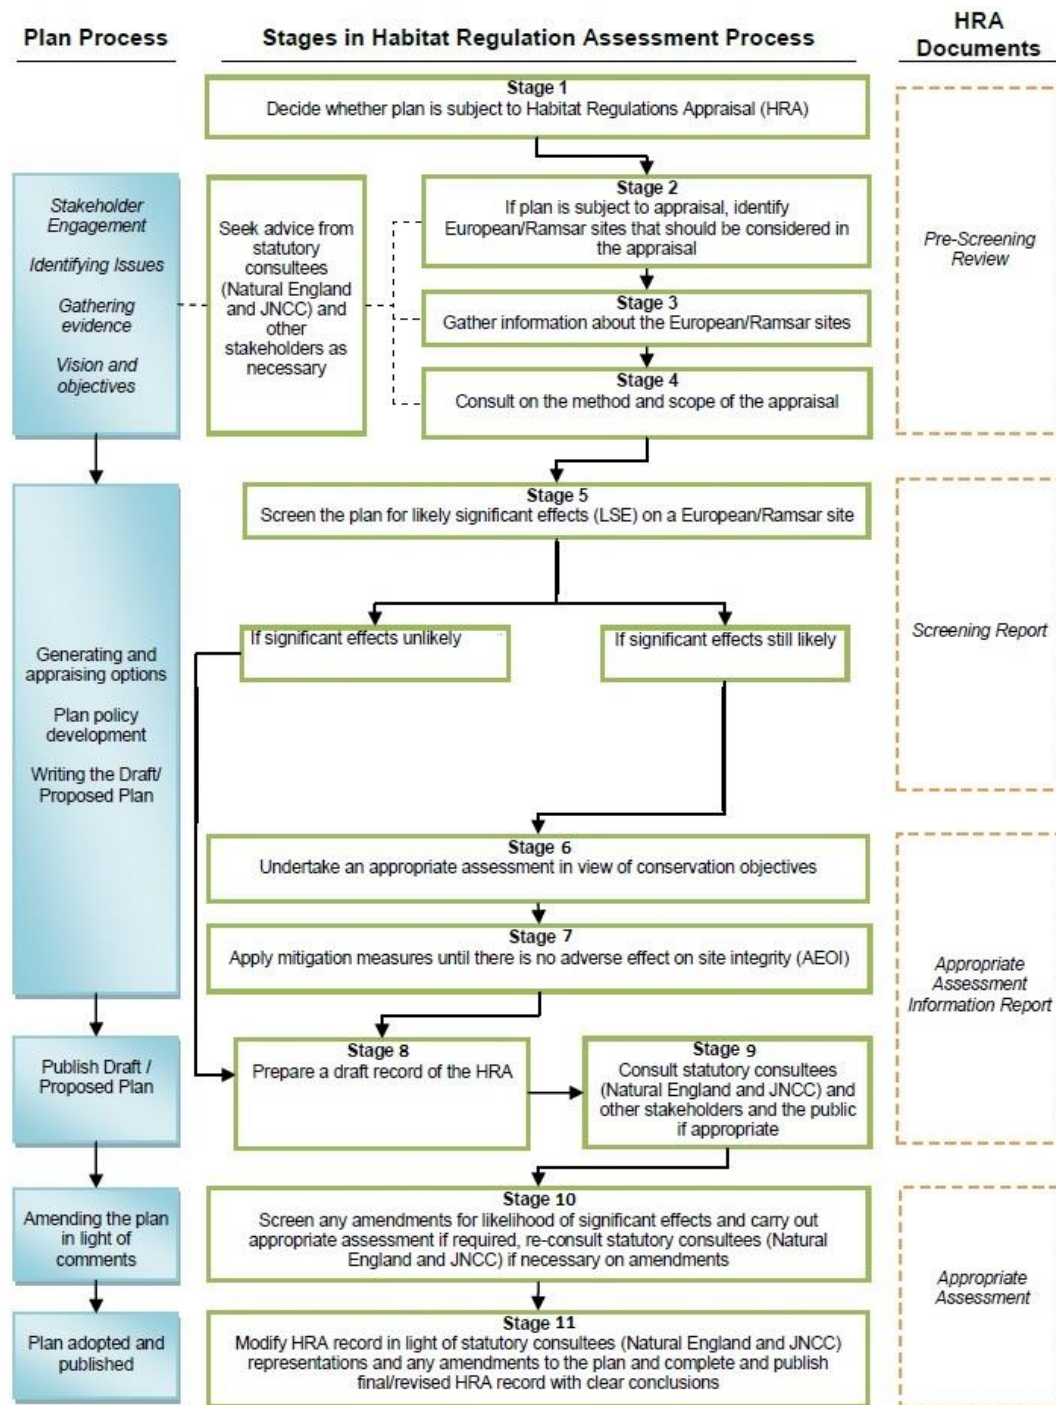 Plan Process
Stages in Habitat Regulation Assessment Process
HRA
Documents
Stage 1
Decide whether plan is subject to Habitat Regulations Appraisal (HRA)
Stakeholder
Engagement
Identifying Issues
Gathering
evidence
Vision and
objectives
Seek advice from
statutory
consultees
(Natural England
and JNCC) and
other
stakeholders as
necessary
Stage 2
If plan is subject to appraisal, identify
European/Ramsar sites that should be considered in
the appraisal
Stage 3
Gather information about the European/Ramsar sites
Stage 4
Consult on the method and scope of the appraisal
Pre-Screening
Review
Generating and
appraising options
Plan policy
development
Writing the Draft/
Proposed Plan
Stage 5
Screen the plan for likely significant effects (LSE) on a European/Ramsar site
If significant effects unlikely
If significant effects still likely
Screening Report
Stage 6
Undertake an appropriate assessment in view of conservation objectives
Stage 7
Apply mitigation measures until there is no adverse effect on site integrity (AEOI)
Appropriate
Assessment
Information Report
Publish Draft /
Proposed Plan
Stage 8
Prepare a draft record of the HRA
Stage 9
Consult statutory consultees
(Natural England and JNCC) and
other stakeholders and the public
if appropriate
Amending the plan
in light of
comments
Stage 10
Screen any amendments for likelihood of significant effects and carry out
appropriate assessment if required, re-consult statutory consultees (Natural
England and JNCC) if necessary on amendments
Appropriate
Assessment
Plan adopted and
published
Stage 11
Modify HRA record in light of statutory consultees (Natural England and JNCC)
representations and any amendments to the plan and complete and publish
final/revised HRA record with clear conclusions